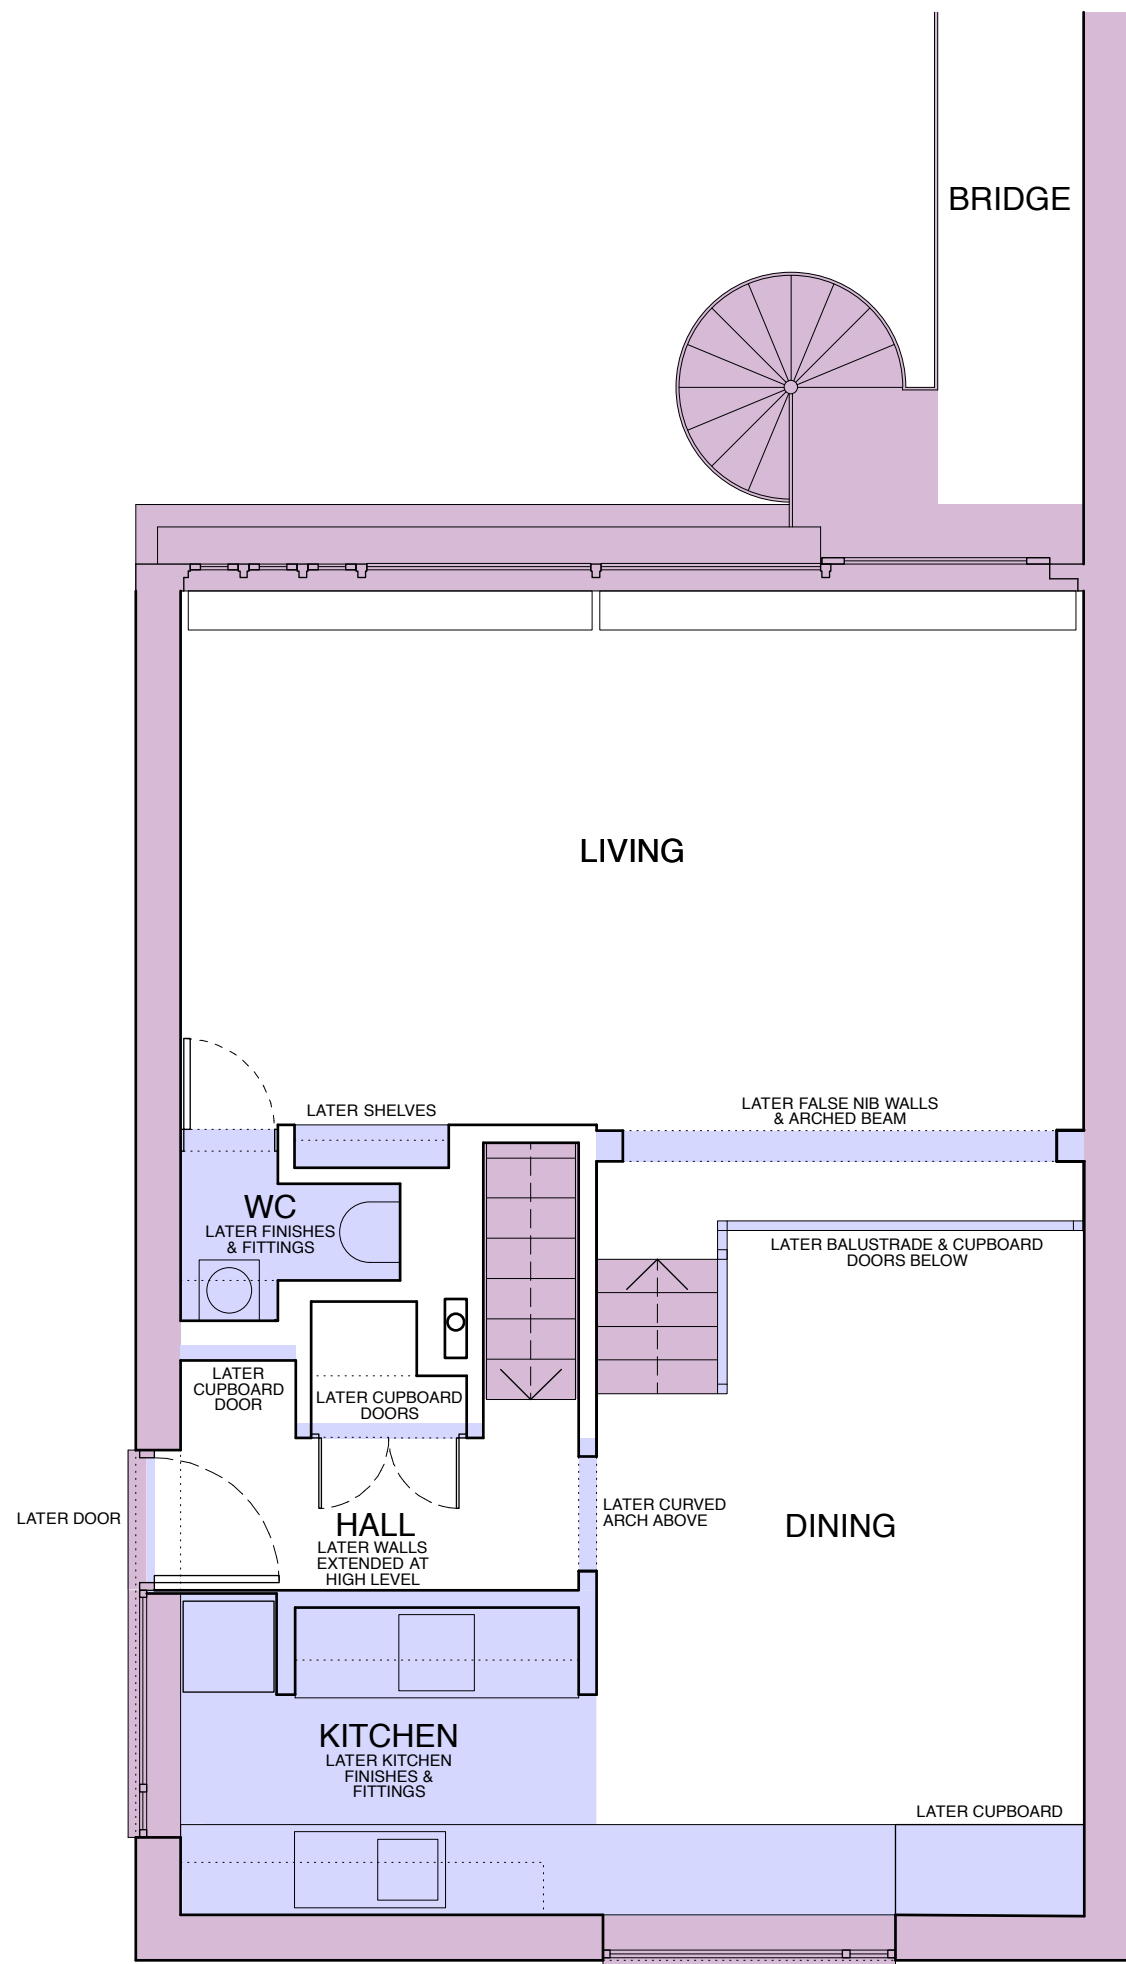 BRIDGE
LIVING
LATER SHELVES
LATER FALSE NIB WALLS
& ARCHED BEAM
WC
LATER FINISHES
& FITTINGS
LATER BALUSTRADE & CUPBOARD
DOORS BELOW
LATER
CUPBOARD
DOOR
LATER CUPBOARD
DOORS
LATER DOOR
HALL
LATER WALLS
EXTENDED AT
HIGH LEVEL
LATER CURVED
ARCH ABOVE
DINING
KITCHEN
LATER KITCHEN
FINISHES &
FITTINGS
LATER CUPBOARD